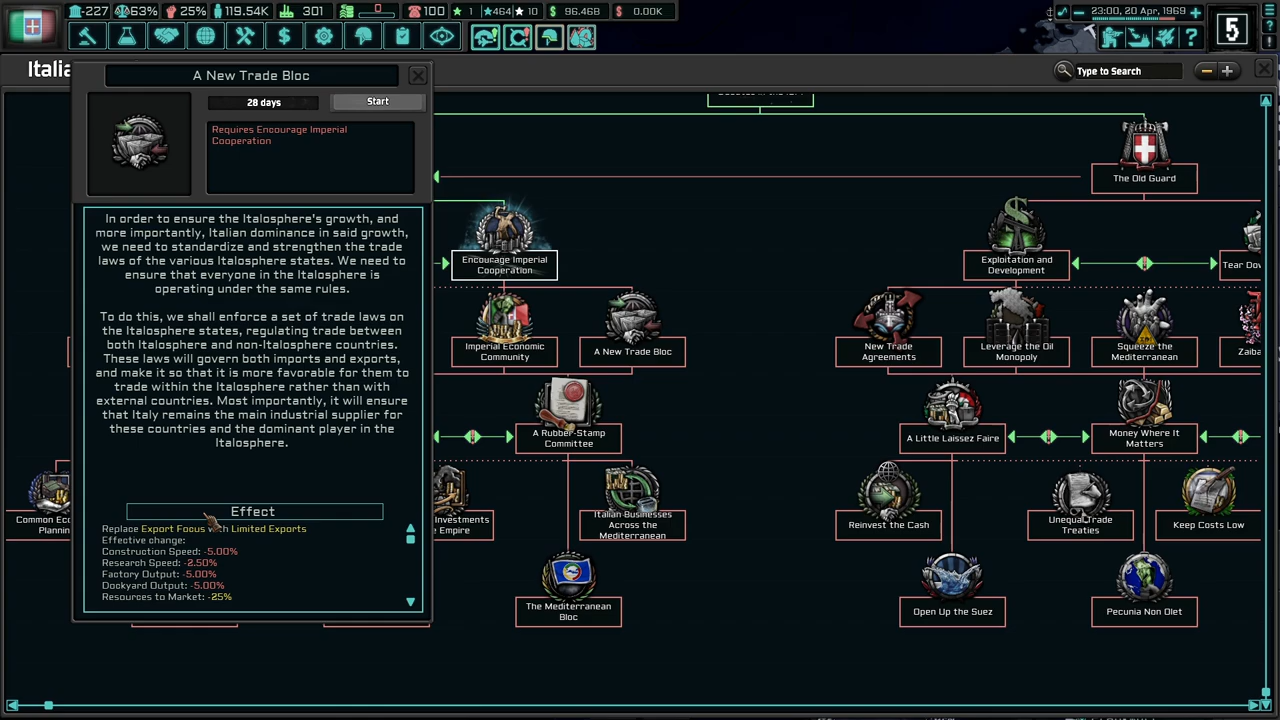 -227
63%
25%
119.54K
301
100
1
464
10
$ 96.46B
$ 0.00K
23:00, 20 Apr, 1969
5
Italia
Type to Search
A New Trade Bloc
28 days
Start
Requires Encourage Imperial
Cooperation
In order to ensure the Italosphere's growth, and
more importantly, Italian dominance in said growth,
we need to standardize and strengthen the trade
laws of the various Italosphere states. We need to
ensure that everyone in the Italosphere is
operating under the same rules.
To do this, we shall enforce a set of trade laws on
the Italosphere states, regulating trade between
both Italosphere and non-Italosphere countries.
These laws will govern both imports and exports,
and make it so that it is more favorable for them to
trade within the Italosphere rather than with
external countries. Most importantly, it will ensure
that Italy remains the main industrial supplier for
these countries and the dominant player in the
Italosphere.
Effect
Replace Export Focus with Limited Exports
Effective change:
Construction Speed: -5.00%
Research Speed: -2.50%
Factory Output: -5.00%
Dockyard Output: -5.00%
Resources to Market: -25%
The Old Guard
Encourage Imperial
Cooperation
Exploitation and
Development
Tear Dow
Imperial Economic
Community
A New Trade Bloc
New Trade
Agreements
Leverage the Oil
Monopoly
Squeeze the
Mediterranean
Zaiba
A Rubber-Stamp
Committee
A Little Laissez Faire
Money Where It
Matters
Common Eco
Planni
Investments
e Empire
Italian Businesses
Across the
Mediterranean
Reinvest the Cash
Unequal Trade
Treaties
Keep Costs Low
The Mediterranean
Bloc
Open Up the Suez
Pecunia Non Olet